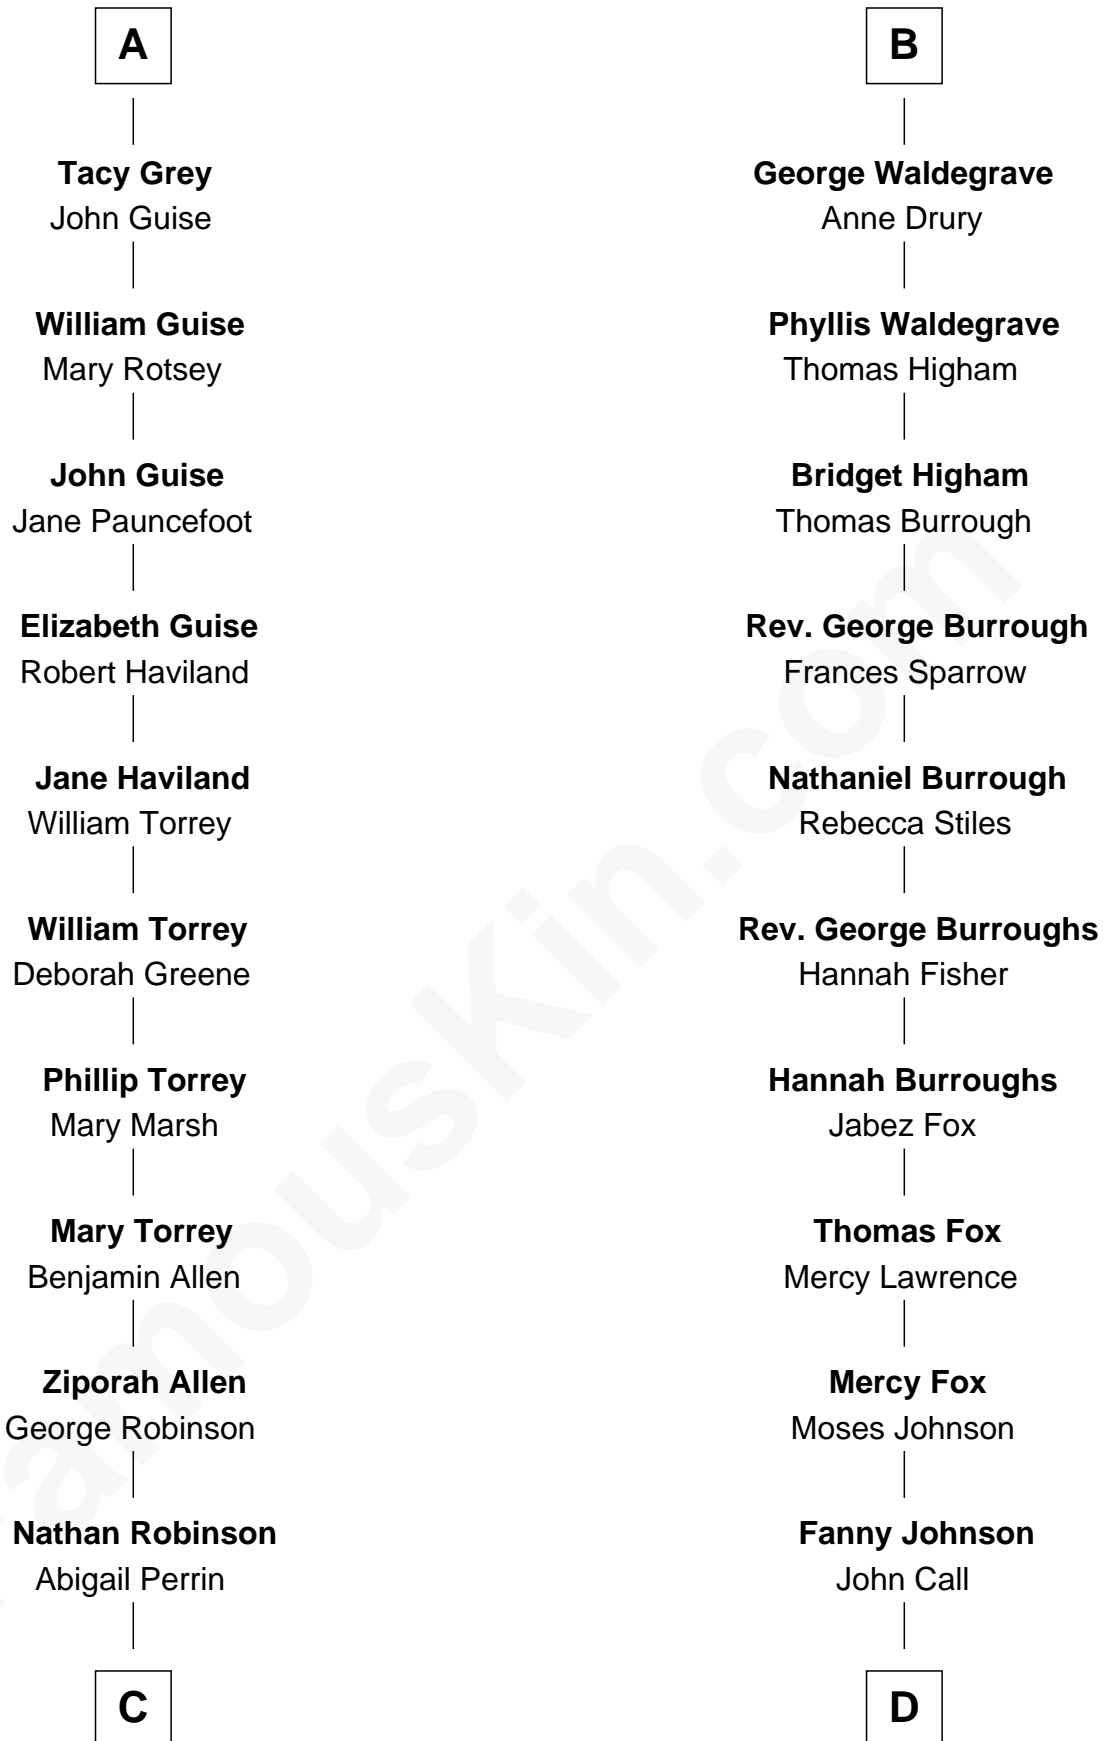 A
Tacy Grey
John Guise
William Guise
Mary Rotsey
John Guise
Jane Pauncefoot
Elizabeth Guise
Robert Haviland
Jane Haviland
William Torrey
William Torrey
Deborah Greene
Phillip Torrey
Mary Marsh
Mary Torrey
Benjamin Allen
Ziporah Allen
George Robinson
Nathan Robinson
Abigail Perrin
C
B
George Waldegrave
Anne Drury
Phyllis Waldegrave
Thomas Higham
Bridget Higham
Thomas Burrough
Rev. George Burrough
Frances Sparrow
Nathaniel Burrough
Rebecca Stiles
Rev. George Burroughs
Hannah Fisher
Hannah Burroughs
Jabez Fox
Thomas Fox
Mercy Lawrence
Mercy Fox
Moses Johnson
Fanny Johnson
John Call
D
FamousKin.com